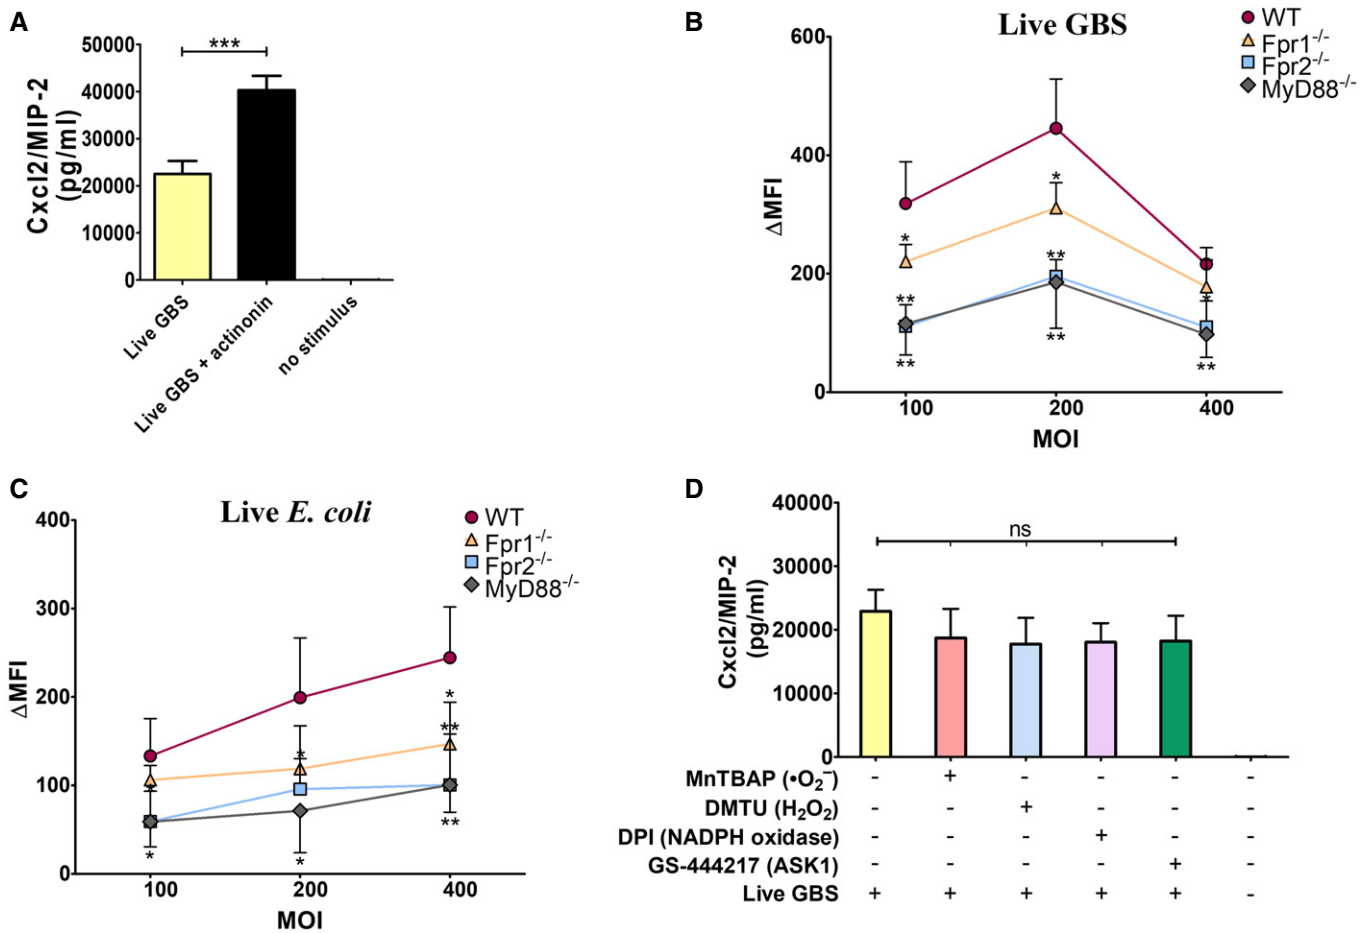 A
50000
40000
30000
20000
10000
0
Cxcl2/MIP-2
(pg/ml)
***
Live GBS
Live GBS + actinonin
no stimulus
B
Live GBS
WT
Fpr1-/-
Fpr2-/-
MyD88-/-
600
400
200
0
ΔMFI
*
*
**
**
*
**
**
**
100
200
400
MOI
C
Live E. coli
WT
Fpr1-/-
Fpr2-/-
MyD88-/-
400
300
200
100
0
ΔMFI
*
**
*
*
*
*
**
100
200
400
MOI
D
40000
30000
20000
10000
0
Cxcl2/MIP-2
(pg/ml)
ns
MnTBAP (•O2−) - + - - - -
DMTU (H2O2) - - + - - -
DPI (NADPH oxidase) - - - + - -
GS-444217 (ASK1) - - - - + -
Live GBS + + + + + -